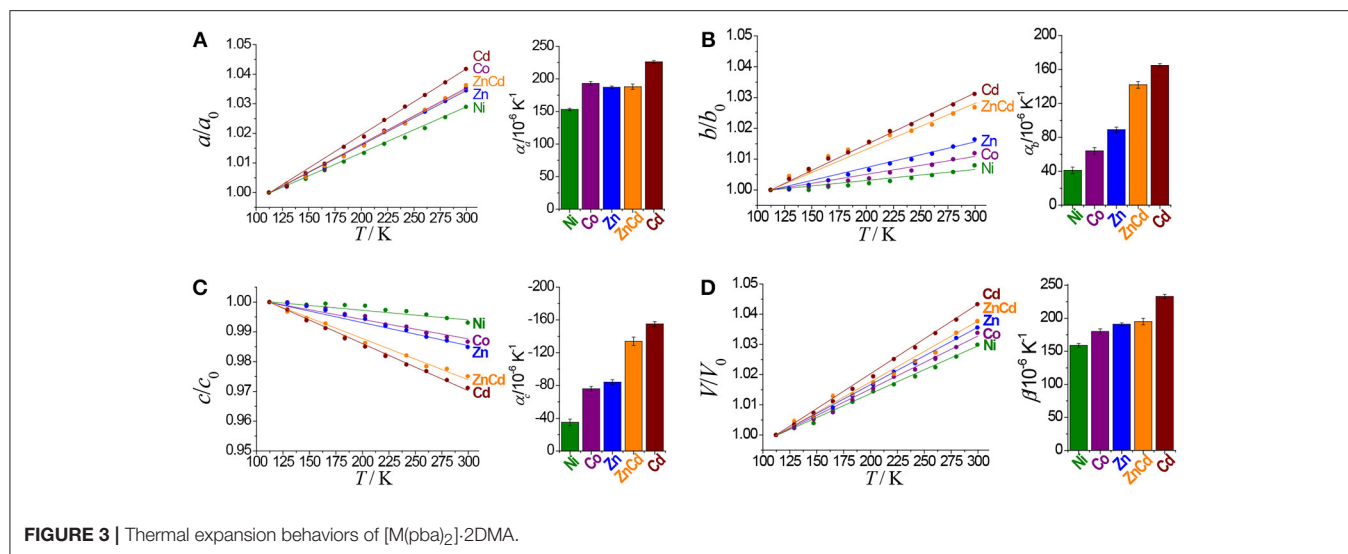 A
a/a₀
1.05
1.04
1.03
1.02
1.01
1.00
100 125 150 175 200 225 250 275 300
T / K
Cd
Co
ZnCd
Zn
Ni
αₐ/10⁻⁶ K⁻¹
250
200
150
100
50
0
Ni Co Zn ZnCd Cd
B
b/b₀
1.04
1.03
1.02
1.01
1.00
100 125 150 175 200 225 250 275 300
T / K
Cd
ZnCd
Zn
Co
Ni
α_b/10⁻⁶ K⁻¹
200
160
120
80
40
0
Ni Co Zn ZnCd Cd
C
c/c₀
1.00
0.99
0.98
0.97
0.96
0.95
100 125 150 175 200 225 250 275 300
T / K
Ni
Co
Zn
ZnCd
Cd
α_c/10⁻⁶ K⁻¹
-200
-160
-120
-80
-40
0
Ni Co Zn ZnCd Cd
D
V/V₀
1.05
1.04
1.03
1.02
1.01
1.00
100 125 150 175 200 225 250 275 300
T / K
Cd
ZnCd
Zn
Co
Ni
β/10⁻⁶ K⁻¹
250
200
150
100
50
0
Ni Co Zn ZnCd Cd
FIGURE 3 | Thermal expansion behaviors of [M(pba)₂]·2DMA.